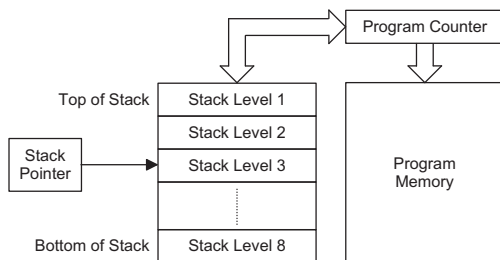 Program Counter
Top of Stack
Stack Level 1
Stack Level 2
Stack
Pointer
Stack Level 3
Program
Memory
Bottom of Stack
Stack Level 8